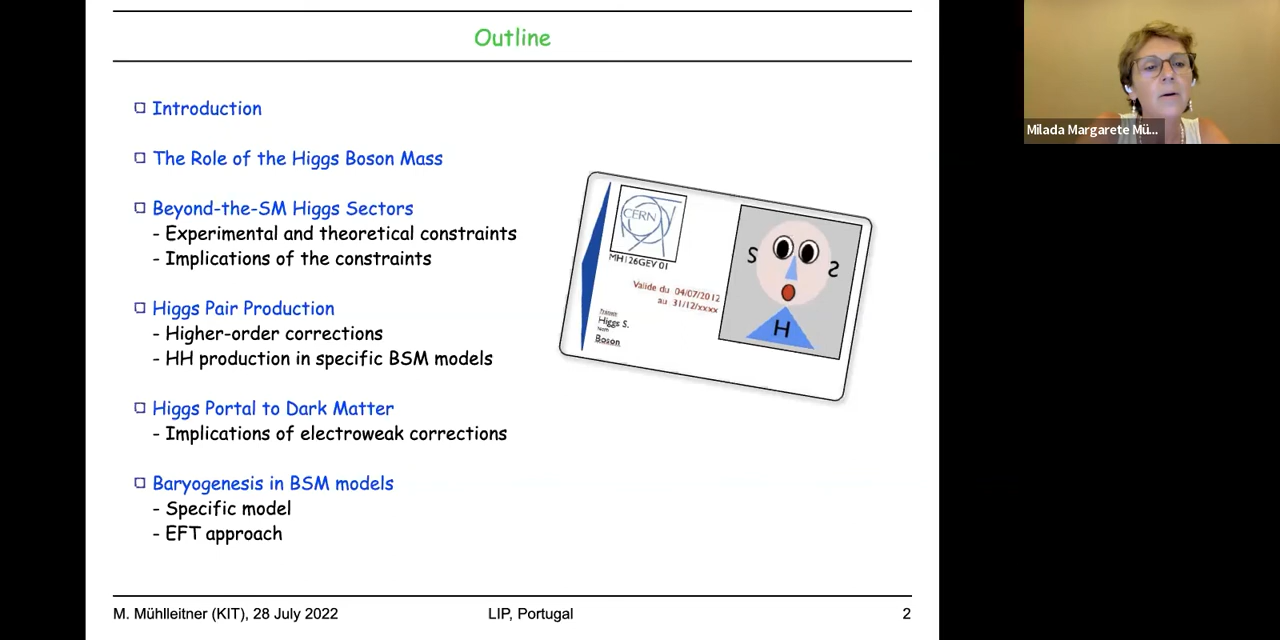 Outline
Introduction
The Role of the Higgs Boson Mass
Beyond-the-SM Higgs Sectors
- Experimental and theoretical constraints
- Implications of the constraints
Higgs Pair Production
- Higher-order corrections
- HH production in specific BSM models
Higgs Portal to Dark Matter
- Implications of electroweak corrections
Baryogenesis in BSM models
- Specific model
- EFT approach
CERN
MH126GEV 01
Valide du 04/07/2012
au 31/12/xxxx
Higgs S.
Boson
S S
H
M. Mühlleitner (KIT), 28 July 2022
LIP, Portugal
2
Milada Margarete Mü...